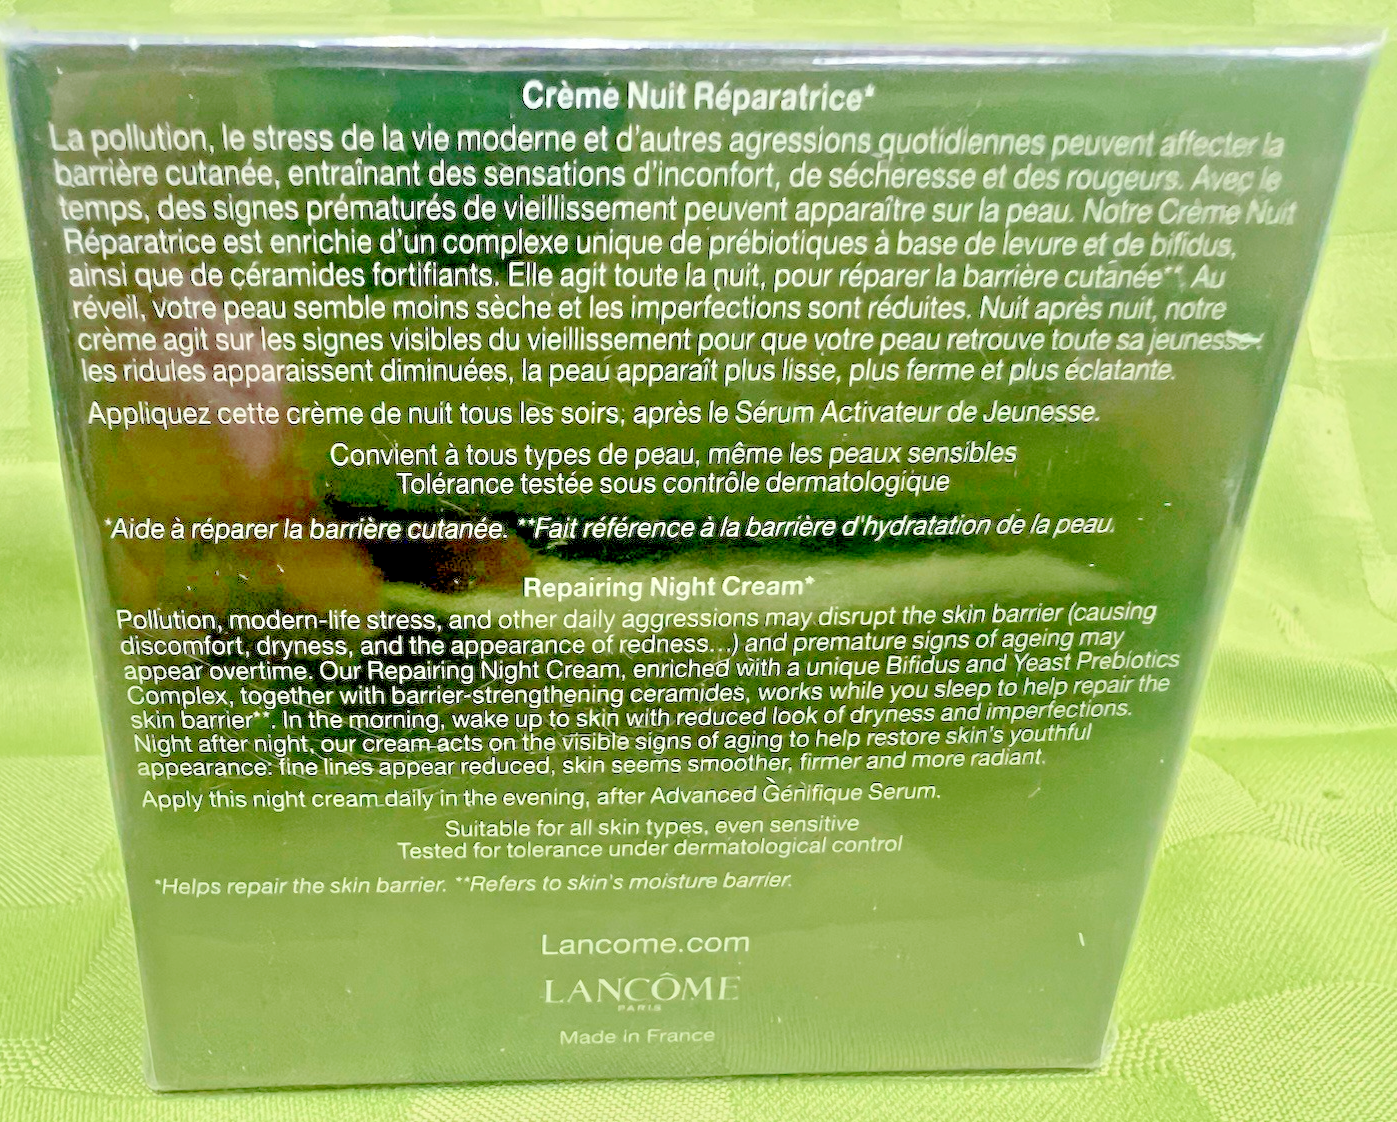 Crème Nuit Réparatrice*
La pollution, le stress de la vie moderne et d'autres agressions quotidiennes peuvent affecter la
barrière cutanée, entraînant des sensations d'inconfort, de sécheresse et des rougeurs. Avec le
temps, des signes prématurés de vieillissement peuvent apparaître sur la peau. Notre Crème Nuit
Réparatrice est enrichie d'un complexe unique de prébiotiques à base de levure et de bifidus,
ainsi que de céramides fortifiants. Elle agit toute la nuit, pour réparer la barrière cutanée**. Au
réveil, votre peau semble moins sèche et les imperfections sont réduites. Nuit après nuit, notre
crème agit sur les signes visibles du vieillissement pour que votre peau retrouve toute sa jeunesse :
les ridules apparaissent diminuées, la peau apparaît plus lisse, plus ferme et plus éclatante.
Appliquez cette crème de nuit tous les soirs, après le Sérum Activateur de Jeunesse.
Convient à tous types de peau, même les peaux sensibles
Tolérance testée sous contrôle dermatologique
*Aide à réparer la barrière cutanée. **Fait référence à la barrière d'hydratation de la peau.
Repairing Night Cream*
Pollution, modern-life stress, and other daily aggressions may disrupt the skin barrier (causing
discomfort, dryness, and the appearance of redness...) and premature signs of ageing may
appear overtime. Our Repairing Night Cream, enriched with a unique Bifidus and Yeast Prebiotics
Complex, together with barrier-strengthening ceramides, works while you sleep to help repair the
skin barrier**. In the morning, wake up to skin with reduced look of dryness and imperfections.
Night after night, our cream acts on the visible signs of aging to help restore skin's youthful
appearance: fine lines appear reduced, skin seems smoother, firmer and more radiant.
Apply this night cream daily in the evening, after Advanced Génifique Serum.
Suitable for all skin types, even sensitive
Tested for tolerance under dermatological control
*Helps repair the skin barrier. **Refers to skin's moisture barrier.
Lancome.com
LANCÔME
PARIS
Made in France